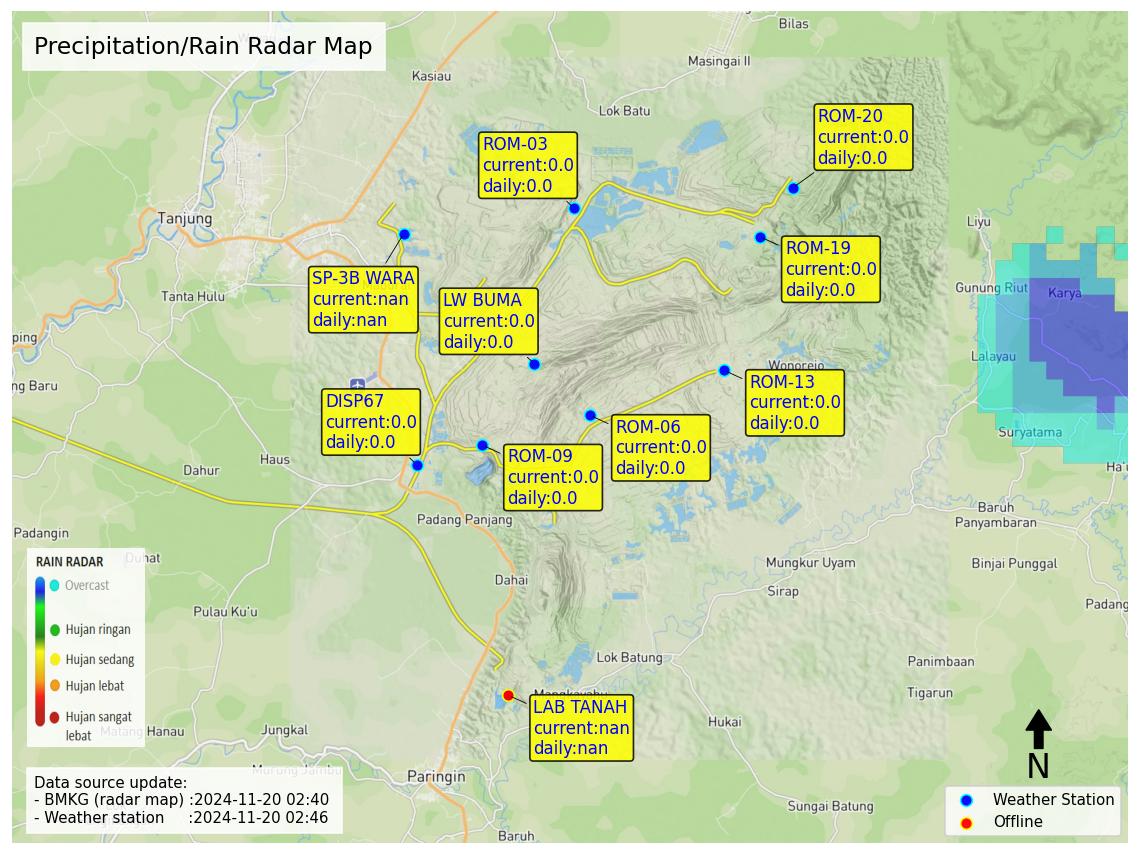 Precipitation/Rain Radar Map
Bilas
Masingai II
Kasiau
Lok Batu
ROM-20
current:0.0
daily:0.0
ROM-03
current:0.0
daily:0.0
Tanjung
Liyu
ROM-19
current:0.0
daily:0.0
SP-3B WARA
current:nan
daily:nan
Tanta Hulu
LW BUMA
current:0.0
daily:0.0
Gunung Riut
Karya
ping
Lalayau
Wonorejo
ng Baru
ROM-13
current:0.0
daily:0.0
DISP67
current:0.0
daily:0.0
ROM-06
current:0.0
daily:0.0
Suryatama
ROM-09
current:0.0
daily:0.0
Haus
Dahur
Ha'u
Padang Panjang
Baruh
Panyambaran
Padangin
Duhat
Mungkur Uyam
Binjai Punggal
Dahai
Sirap
Padang
Pulau Ku'u
RAIN RADAR
Overcast
Hujan ringan
Hujan sedang
Hujan lebat
Hujan sangat
lebat
Lok Batung
Panimbaan
Tigarun
Mangkayahu
LAB TANAH
current:nan
daily:nan
Hukai
Matang Hanau
Jungkal
Murung Jambu
Paringin
N
Sungai Batung
Baruh
Data source update:
- BMKG (radar map) :2024-11-20 02:40
- Weather station :2024-11-20 02:46
Weather Station
Offline